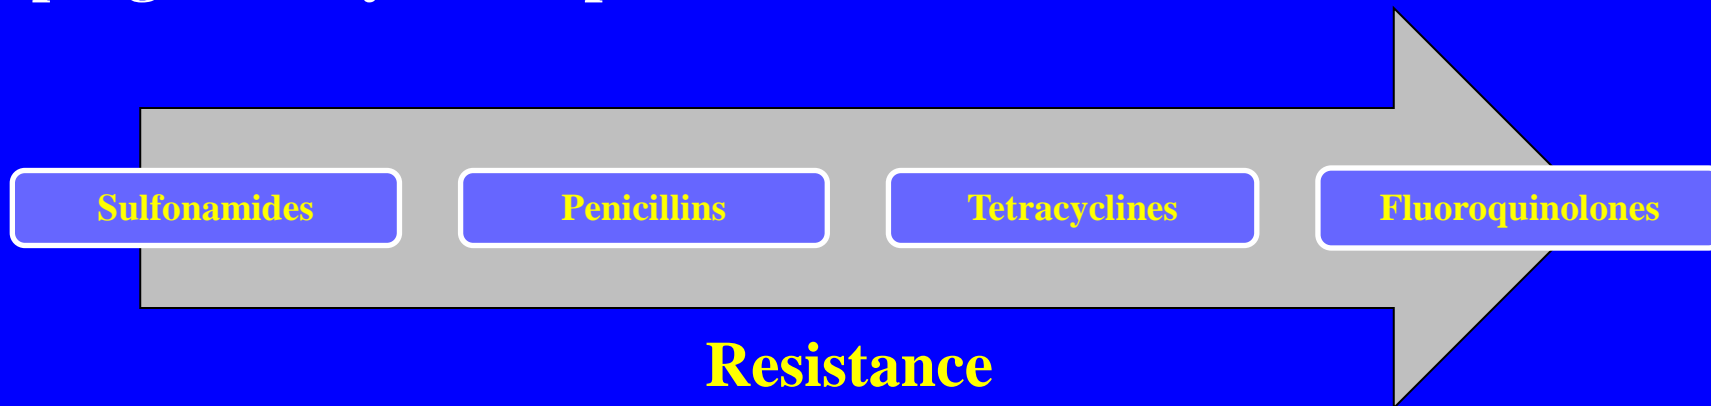 Sulfonamides
Penicillins
Tetracyclines
Fluoroquinolones
Resistance